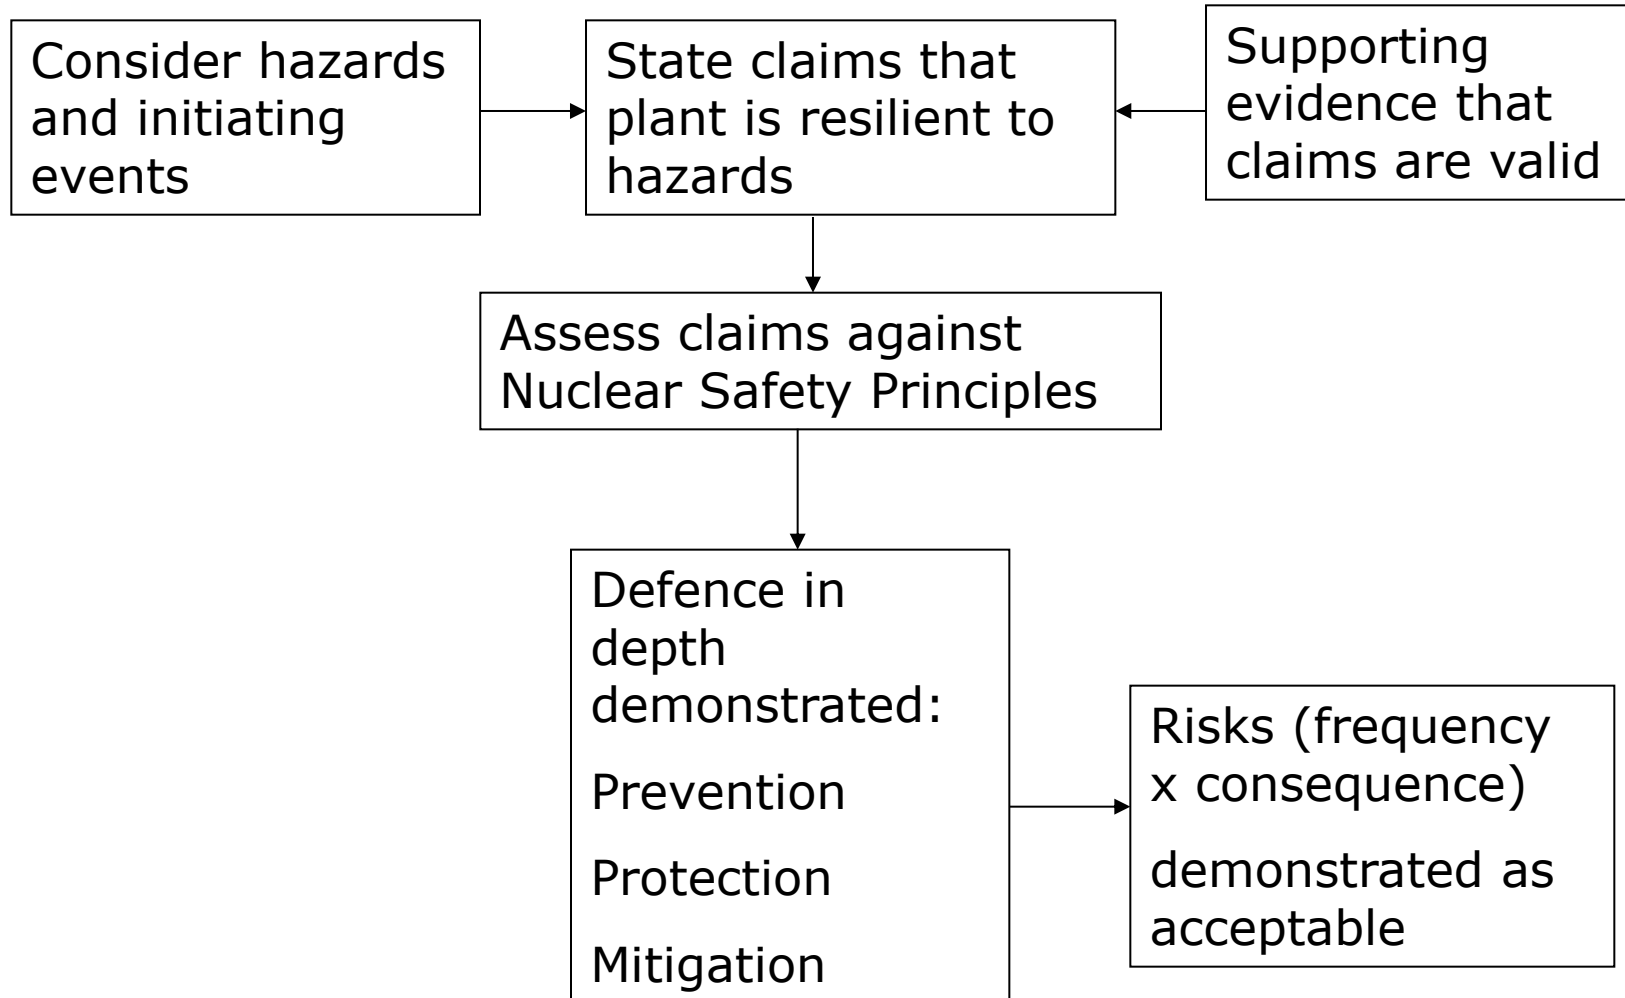 Consider hazards
and initiating
events
State claims that
plant is resilient to
hazards
Supporting
evidence that
claims are valid
Assess claims against
Nuclear Safety Principles
Defence in
depth
demonstrated:
Prevention
Protection
Mitigation
Risks (frequency
x consequence)
demonstrated as
acceptable